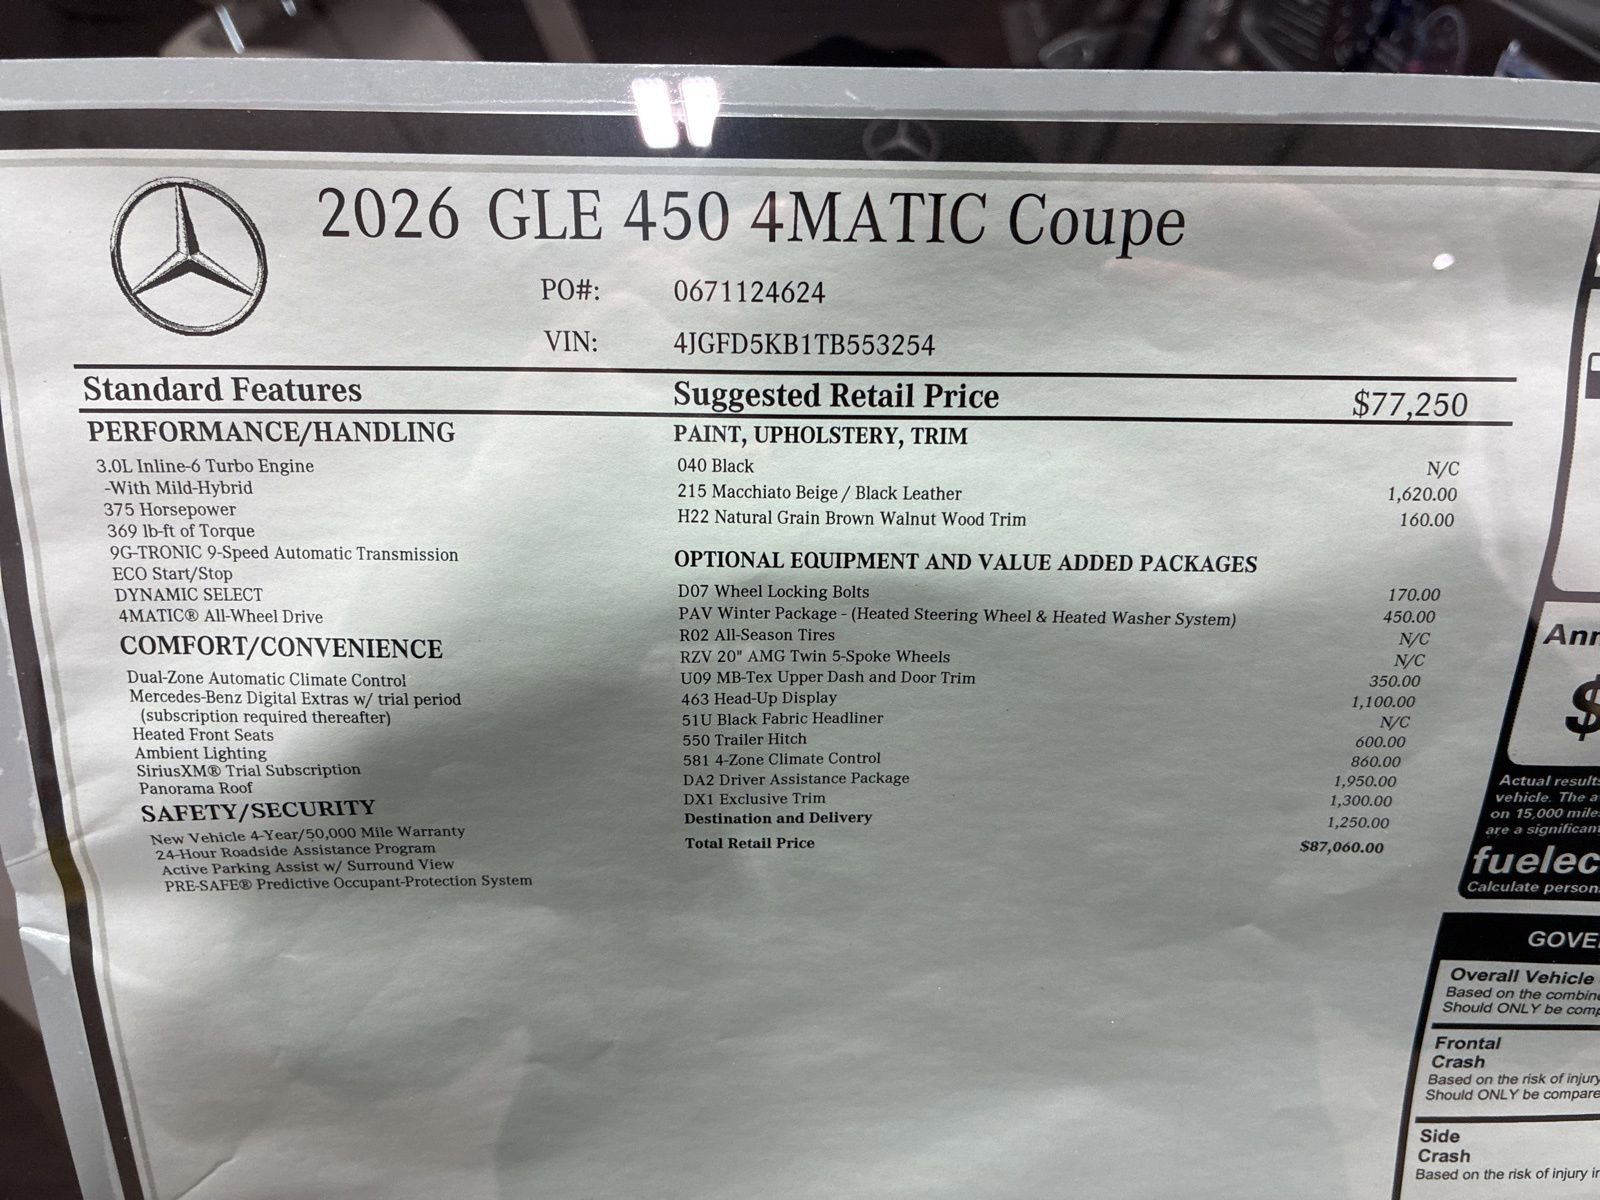 2026 GLE 450 4MATIC Coupe
PO#: 0671124624
VIN: 4JGFD5KB1TB553254
Standard Features
PERFORMANCE/HANDLING
3.0L Inline-6 Turbo Engine
-With Mild-Hybrid
375 Horsepower
369 lb-ft of Torque
9G-TRONIC 9-Speed Automatic Transmission
ECO Start/Stop
DYNAMIC SELECT
4MATIC® All-Wheel Drive
COMFORT/CONVENIENCE
Dual-Zone Automatic Climate Control
Mercedes-Benz Digital Extras w/ trial period
(subscription required thereafter)
Heated Front Seats
Ambient Lighting
SiriusXM® Trial Subscription
Panorama Roof
SAFETY/SECURITY
New Vehicle 4-Year/50,000 Mile Warranty
24-Hour Roadside Assistance Program
Active Parking Assist w/ Surround View
PRE-SAFE® Predictive Occupant-Protection System
Suggested Retail Price $77,250
PAINT, UPHOLSTERY, TRIM
040 Black N/C
215 Macchiato Beige / Black Leather 1,620.00
H22 Natural Grain Brown Walnut Wood Trim 160.00
OPTIONAL EQUIPMENT AND VALUE ADDED PACKAGES
D07 Wheel Locking Bolts 170.00
PAV Winter Package - (Heated Steering Wheel & Heated Washer System) 450.00
R02 All-Season Tires N/C
RZV 20" AMG Twin 5-Spoke Wheels N/C
U09 MB-Tex Upper Dash and Door Trim 350.00
463 Head-Up Display 1,100.00
51U Black Fabric Headliner N/C
550 Trailer Hitch 600.00
581 4-Zone Climate Control 860.00
DA2 Driver Assistance Package 1,950.00
DX1 Exclusive Trim 1,300.00
Destination and Delivery 1,250.00
Total Retail Price $87,060.00
Ann
$
Actual results
vehicle. The a
on 15,000 mile
are a significant
fuelec
Calculate person
GOVE
Overall Vehicle
Based on the combin
Should ONLY be comp
Frontal
Crash
Based on the risk of injury
Should ONLY be compare
Side
Crash
Based on the risk of injury in